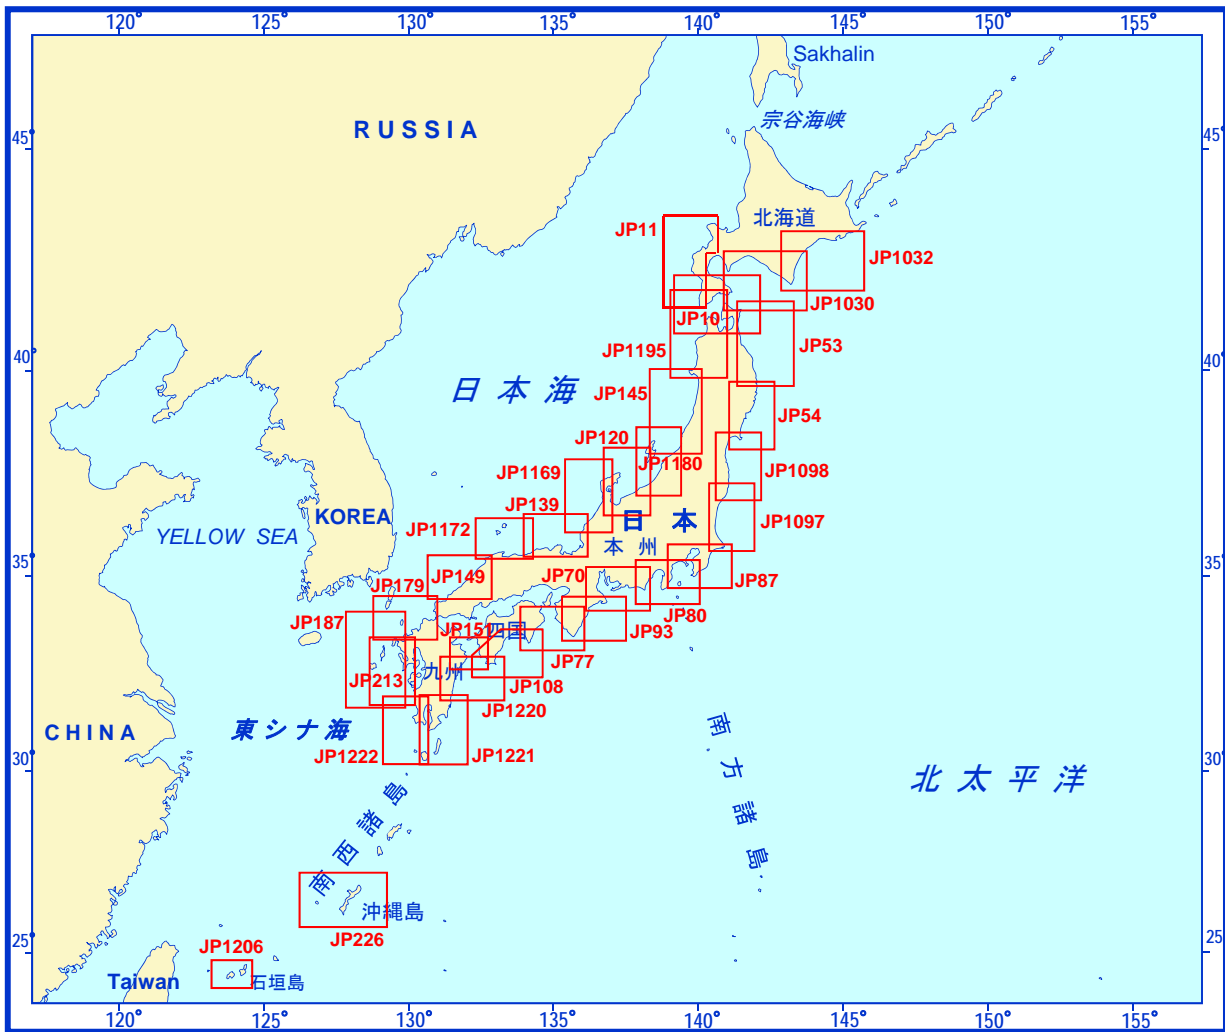 120° 125° 130° 135° 140° 145° 150° 155°
Sakhalin
宗谷海峡
RUSSIA
45° 45°
北海道
JP11
JP1032
JP1030
JP10
JP53
JP1195
40° 40°
日本海
JP145
JP54
JP120
JP1180
JP1098
JP1169
JP139
KOREA
日本
JP1097
YELLOW SEA
JP1172
本州
35° 35°
JP149
JP70
JP87
JP179
JP80
JP187
JP151
四国
JP93
JP77
九州
JP213
JP108
JP1220
CHINA
東シナ海
JP1222
JP1221
30° 30°
南方諸島
北太平洋
南西諸島
沖縄島
JP226
25° 25°
JP1206
Taiwan
石垣島
120° 125° 130° 135° 140° 145° 150° 155°